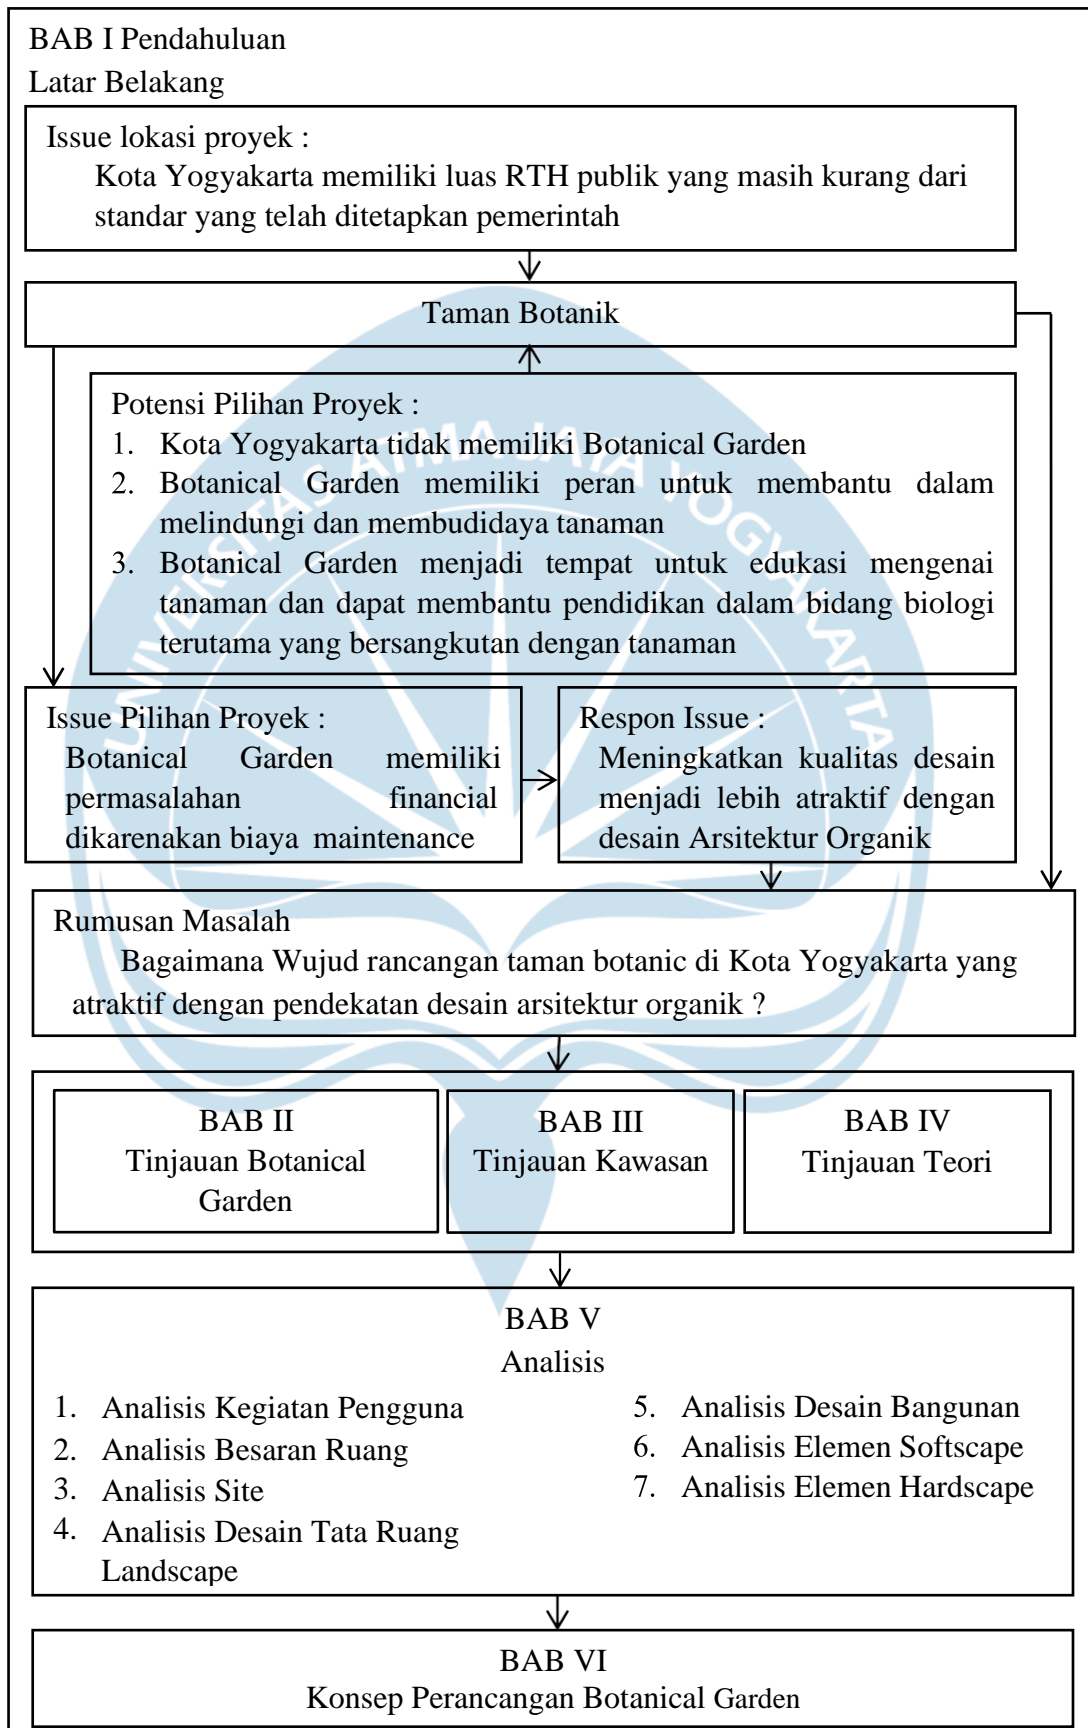 BAB I Pendahuluan
Latar Belakang
Issue lokasi proyek :
Kota Yogyakarta memiliki luas RTH publik yang masih kurang dari
standar yang telah ditetapkan pemerintah
Taman Botanik
Potensi Pilihan Proyek :
1. Kota Yogyakarta tidak memiliki Botanical Garden
2. Botanical Garden memiliki peran untuk membantu dalam
melindungi dan membudidaya tanaman
3. Botanical Garden menjadi tempat untuk edukasi mengenai
tanaman dan dapat membantu pendidikan dalam bidang biologi
terutama yang bersangkutan dengan tanaman
Issue Pilihan Proyek :
Botanical Garden memiliki
permasalahan financial
dikarenakan biaya maintenance
Respon Issue :
Meningkatkan kualitas desain
menjadi lebih atraktif dengan
desain Arsitektur Organik
Rumusan Masalah
Bagaimana Wujud rancangan taman botanic di Kota Yogyakarta yang
atraktif dengan pendekatan desain arsitektur organik ?
BAB II
Tinjauan Botanical
Garden
BAB III
Tinjauan Kawasan
BAB IV
Tinjauan Teori
BAB V
Analisis
1. Analisis Kegiatan Pengguna
2. Analisis Besaran Ruang
3. Analisis Site
4. Analisis Desain Tata Ruang
Landscape
5. Analisis Desain Bangunan
6. Analisis Elemen Softscape
7. Analisis Elemen Hardscape
BAB VI
Konsep Perancangan Botanical Garden
UNIVERSITAS ATMA JAYA YOGYAKARTA